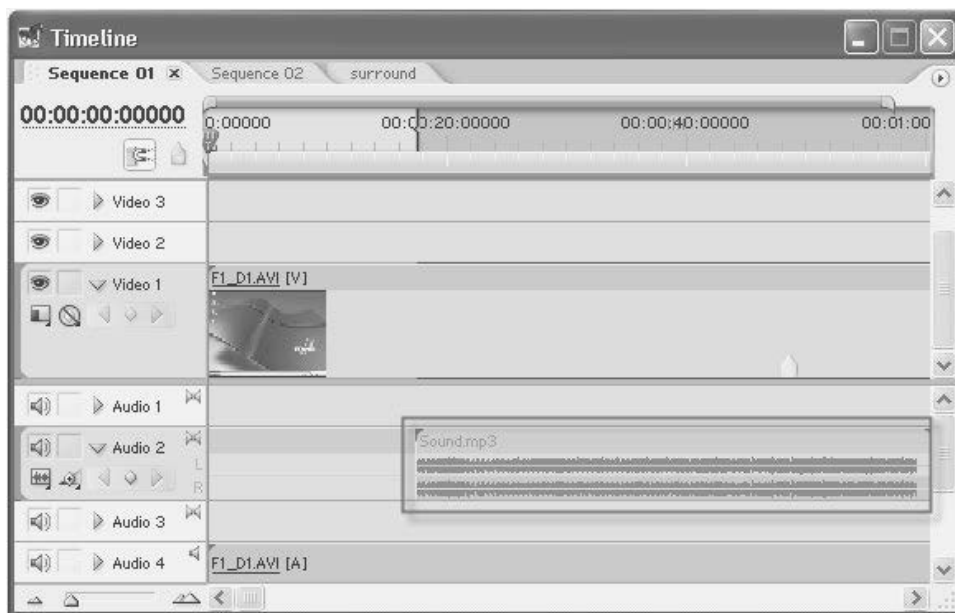 Timeline
Sequence 01 Sequence 02 surround
00:00:00:00000
0:00000 00:00:20:00000 00:00:40:00000 00:01:00
Video 3
Video 2
Video 1
F1_D1.AVI [V]
Audio 1
Audio 2
Sound.mp3
L
R
Audio 3
Audio 4
F1_D1.AVI [A]